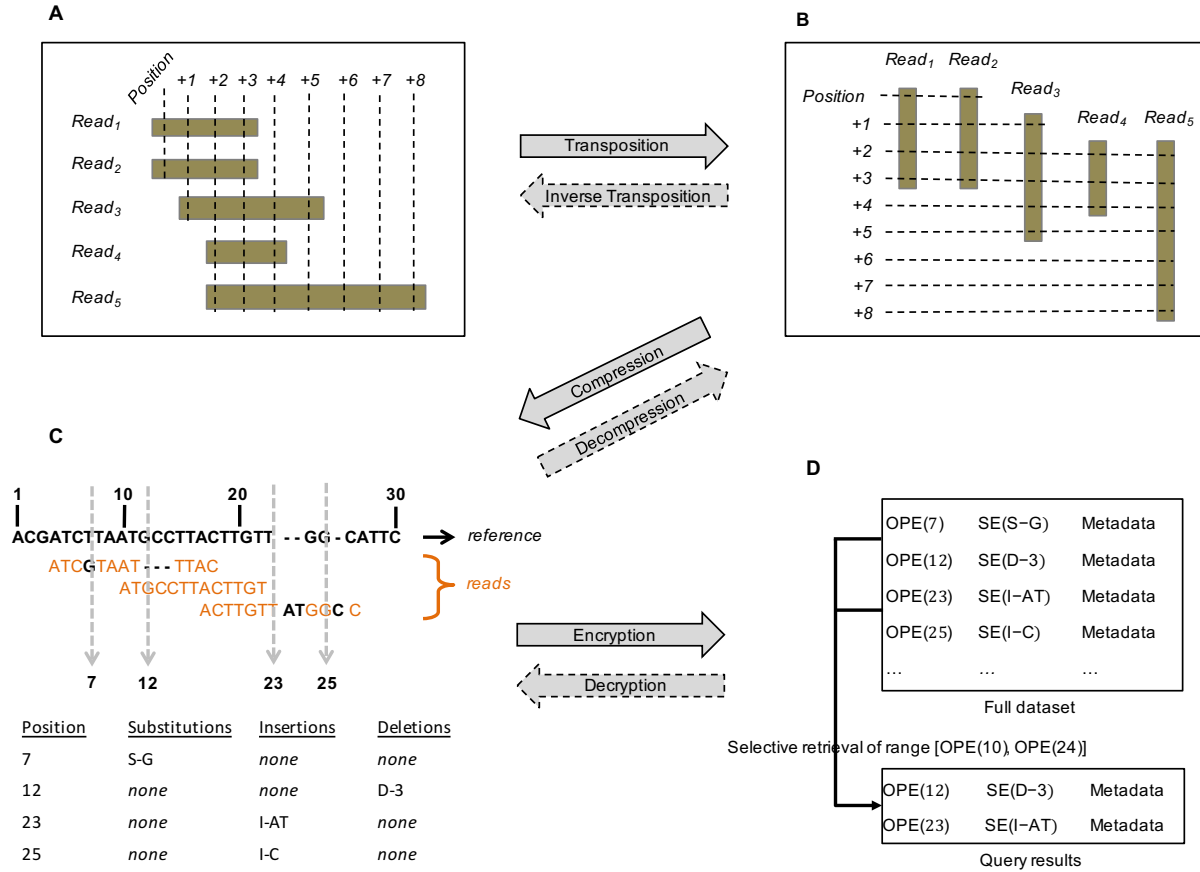 A
Position +1 +2 +3 +4 +5 +6 +7 +8
Read1
Read2
Read3
Read4
Read5
Transposition
Inverse Transposition
B
Read1 Read2
Read3
Read4 Read5
Position
+1
+2
+3
+4
+5
+6
+7
+8
Compression
Decompression
C
1 10 20 30
ACGATCTTAATGCCTTACTTGTT --GG-CATTC reference
ATCGTAAT---TTAC
ATGCCTTACTTGT
ACTTGTT ATGGC C
reads
7 12 23 25
Position Substitutions Insertions Deletions
7 S-G none none
12 none none D-3
23 none I-AT none
25 none I-C none
Encryption
Decryption
D
OPE(7) SE(S−G) Metadata
OPE(12) SE(D−3) Metadata
OPE(23) SE(I−AT) Metadata
OPE(25) SE(I−C) Metadata
... ... ...
Full dataset
Selective retrieval of range [OPE(10), OPE(24)]
OPE(12) SE(D−3) Metadata
OPE(23) SE(I−AT) Metadata
Query results